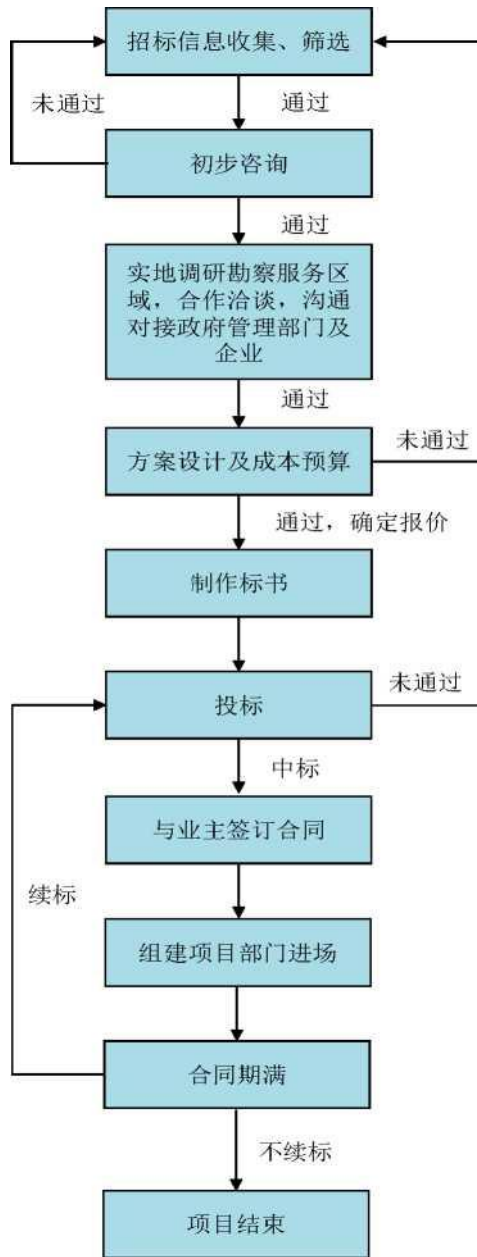 招标信息收集、筛选
未通过
通过
初步咨询
通过
实地调研勘察服务区
域，合作洽谈，沟通
对接政府管理部门及
企业
通过
方案设计及成本预算
未通过
通过，确定报价
制作标书
投标
未通过
中标
与业主签订合同
续标
组建项目部门进场
合同期满
不续标
项目结束